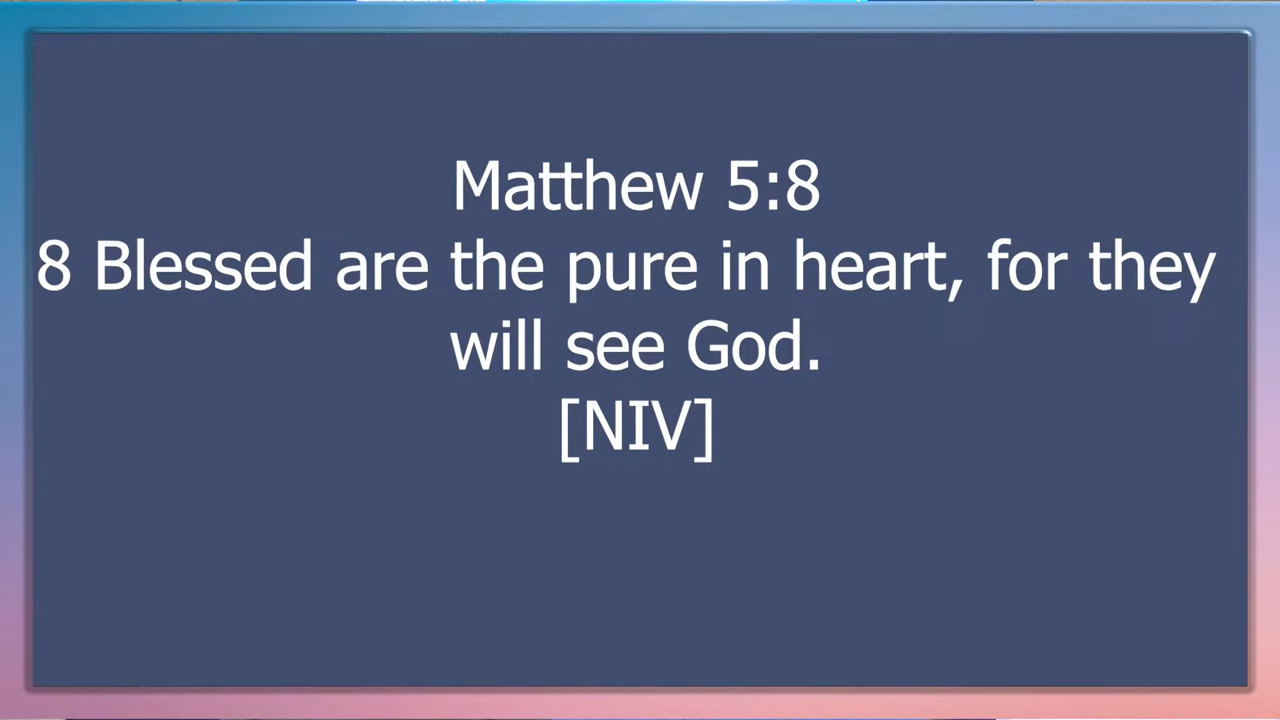 Matthew 5:8
8 Blessed are the pure in heart, for they
will see God.
[NIV]